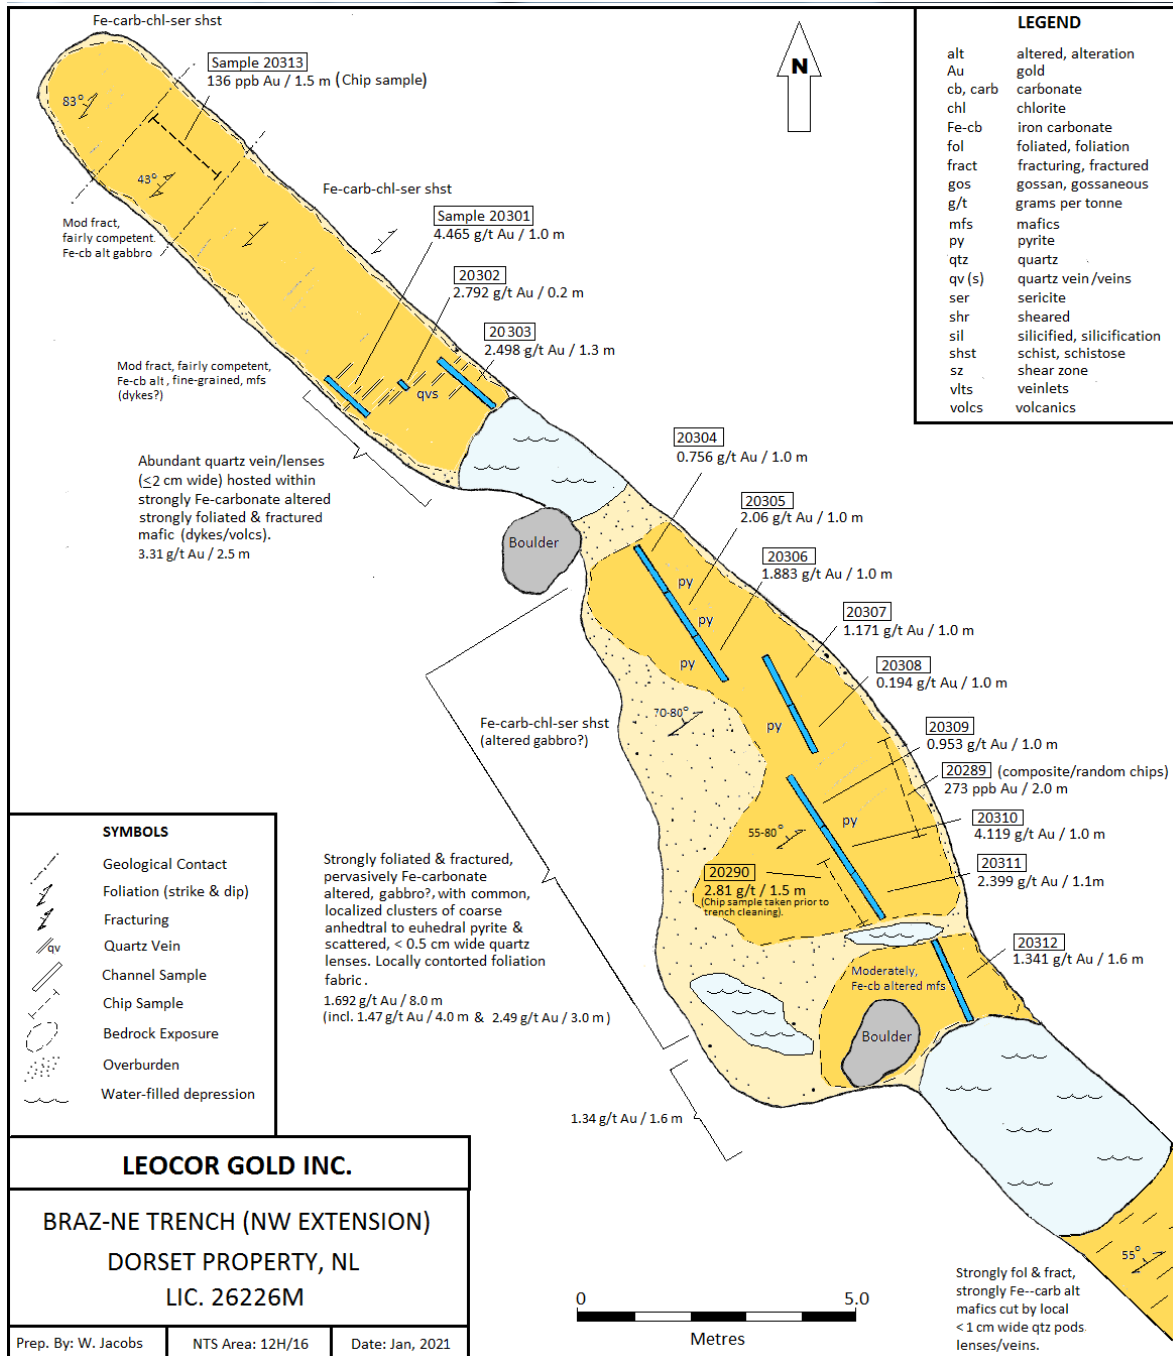 Fe-carb-chl-ser shst
Sample 20313
136 ppb Au / 1.5 m (Chip sample)
N
83°
43°
Mod fract,
fairly competent
Fe-cb alt gabbro
Fe-carb-chl-ser shst
Sample 20301
4.465 g/t Au / 1.0 m
20302
2.792 g/t Au / 0.2 m
20303
2.498 g/t Au / 1.3 m
Mod fract, fairly competent,
Fe-cb alt , fine-grained, mfs
(dykes?)
qvs
Abundant quartz vein/lenses
(≤2 cm wide) hosted within
strongly Fe-carbonate altered
strongly foliated & fractured
mafic (dykes/volcs).
3.31 g/t Au / 2.5 m
Boulder
LEGEND
alt altered, alteration
Au gold
cb, carb carbonate
chl chlorite
Fe-cb iron carbonate
fol foliated, foliation
fract fracturing, fractured
gos gossan, gossaneous
g/t grams per tonne
mfs mafics
py pyrite
qtz quartz
qv (s) quartz vein/veins
ser sericite
shr sheared
sil silicified, silicification
shst schist, schistose
sz shear zone
vlts veinlets
volcs volcanics
20304
0.756 g/t Au / 1.0 m
20305
2.06 g/t Au / 1.0 m
20306
1.883 g/t Au / 1.0 m
20307
1.171 g/t Au / 1.0 m
20308
0.194 g/t Au / 1.0 m
20309
0.953 g/t Au / 1.0 m
20289 (composite/random chips)
273 ppb Au / 2.0 m
20310
4.119 g/t Au / 1.0 m
20311
2.399 g/t Au / 1.1m
20312
1.341 g/t Au / 1.6 m
py
py
py
py
py
70-80°
55-80°
Fe-carb-chl-ser shst
(altered gabbro?)
20290
2.81 g/t / 1.5 m
(Chip sample taken prior to
trench cleaning).
Strongly foliated & fractured,
pervasively Fe-carbonate
altered, gabbro?, with common,
localized clusters of coarse
anhedral to euhedral pyrite &
scattered, < 0.5 cm wide quartz
lenses. Locally contorted foliation
fabric .
1.692 g/t Au / 8.0 m
(incl. 1.47 g/t Au / 4.0 m & 2.49 g/t Au / 3.0 m )
Moderately,
Fe-cb altered mfs
Boulder
1.34 g/t Au / 1.6 m
55°
Strongly fol & fract,
strongly Fe--carb alt
mafics cut by local
< 1 cm wide qtz pods
lenses/veins.
SYMBOLS
Geological Contact
Foliation (strike & dip)
Fracturing
qv Quartz Vein
Channel Sample
Chip Sample
Bedrock Exposure
Overburden
Water-filled depression
LEOCOR GOLD INC.
BRAZ-NE TRENCH (NW EXTENSION)
DORSET PROPERTY, NL
LIC. 26226M
Prep. By: W. Jacobs NTS Area: 12H/16 Date: Jan, 2021
0 5.0
Metres